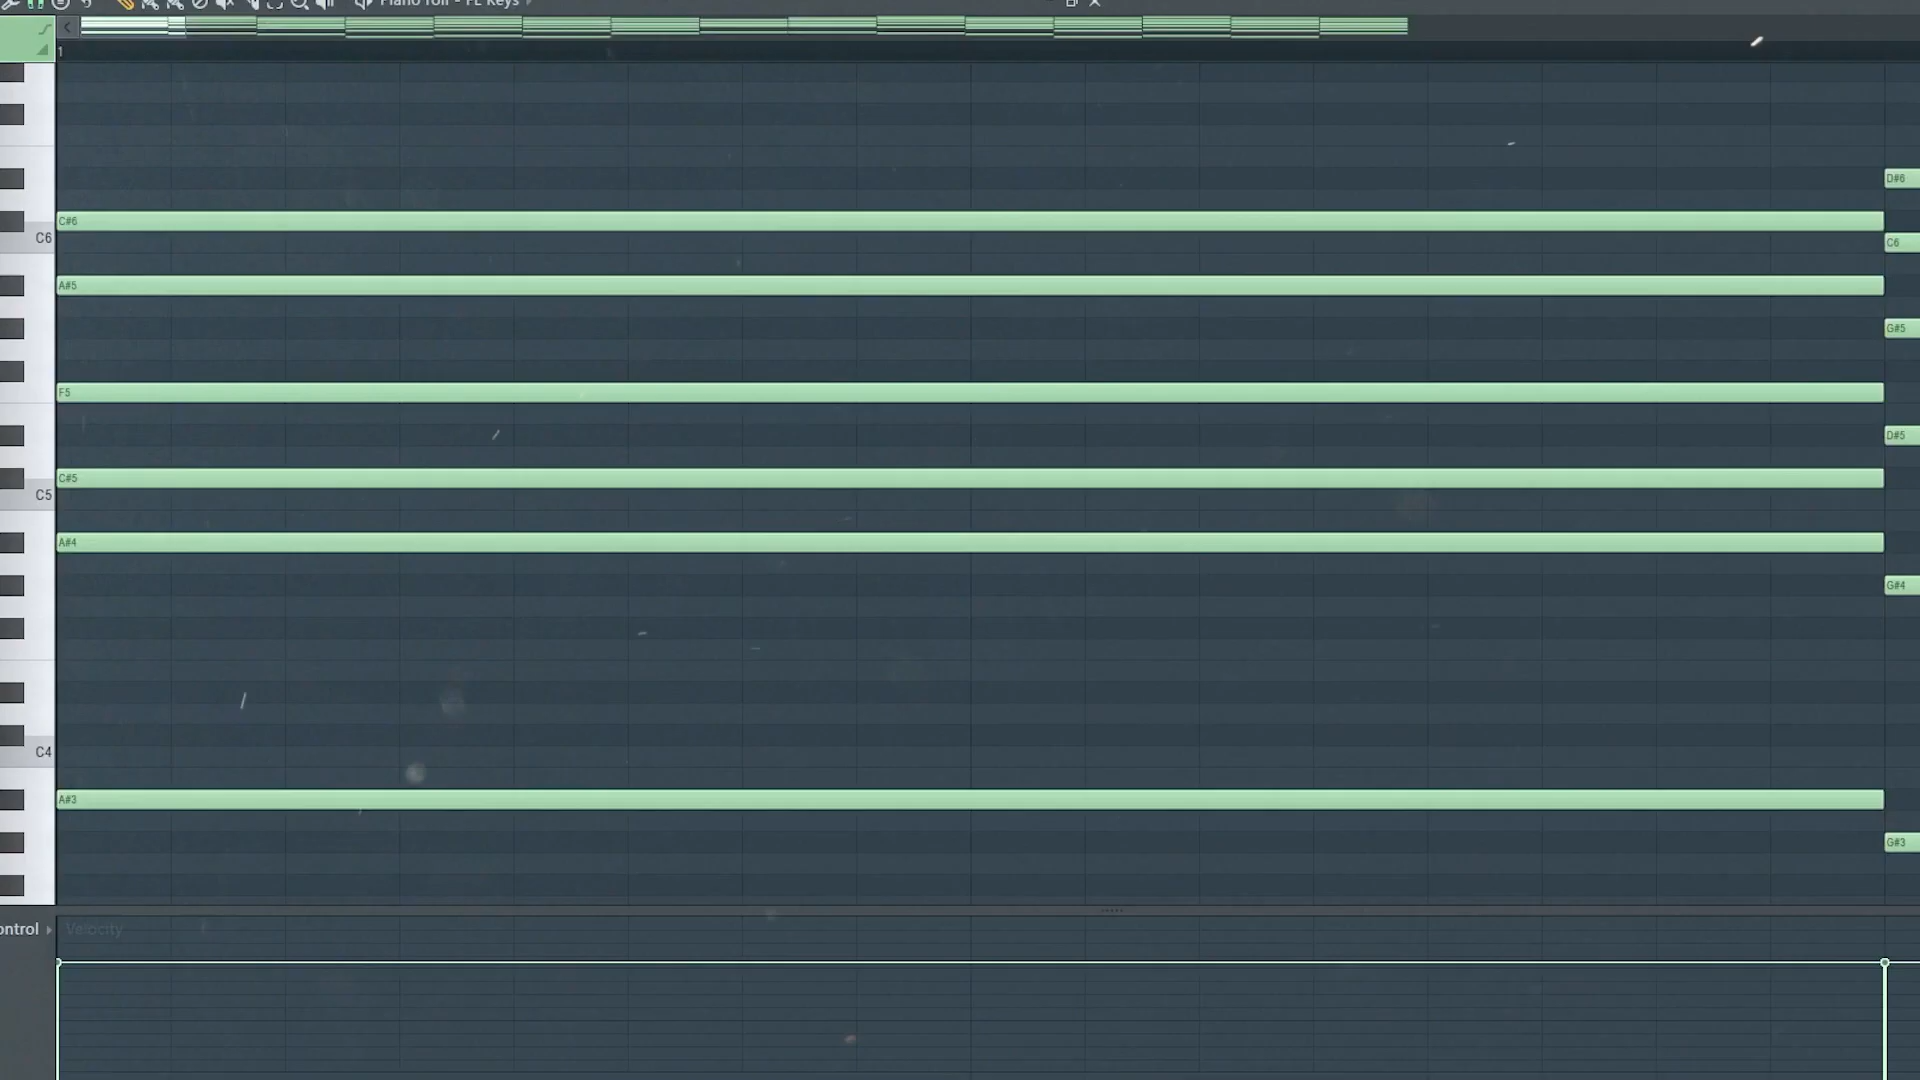 Piano roll - FL Keys
1
D#6
C#6
C6
C6
A#5
G#5
F5
D#5
C#5
C5
A#4
G#4
C4
A#3
G#3
ontrol
Velocity